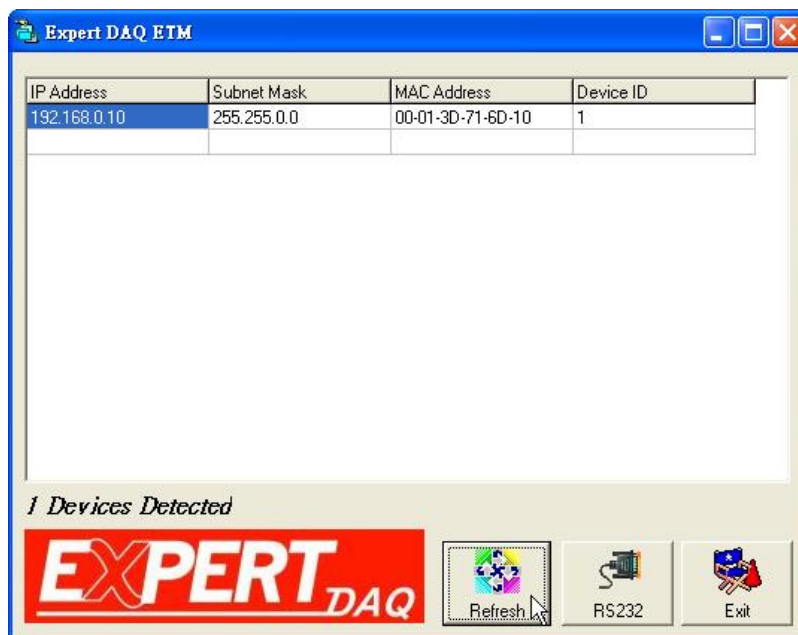 Expert DAQ ETM
IP Address Subnet Mask MAC Address Device ID
192.168.0.10 255.255.0.0 00-01-3D-71-6D-10 1
1 Devices Detected
EXPERT DAQ
Refresh RS232 Exit